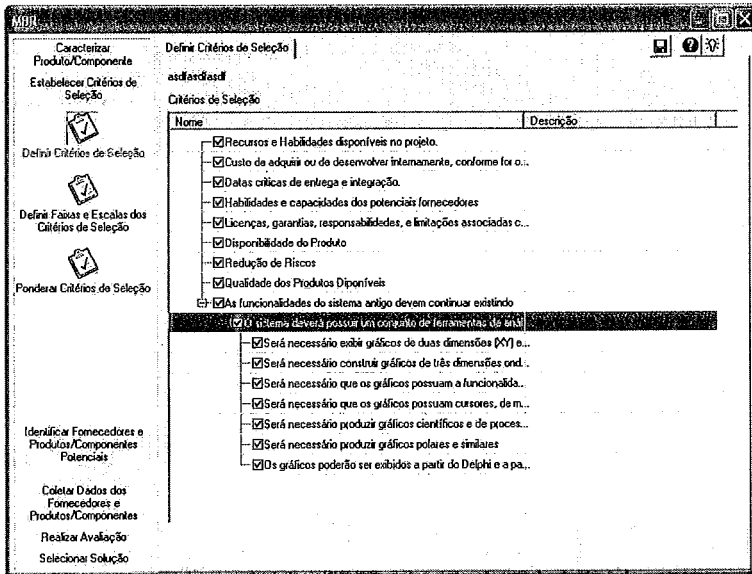 MBR
Caracterizar
Produto/Componente
Estabelecer Critérios de
Seleção
Definir Critérios de Seleção
Definir Faixas e Escalas dos
Critérios de Seleção
Ponderar Critérios de Seleção
Identificar Fornecedores e
Produtos/Componentes
Potenciais
Coletar Dados dos
Fornecedores e
Produtos/Componentes
Realizar Avaliação
Selecionar Solução
Definir Critérios de Seleção
asdfasdfasdf
Critérios de Seleção
Nome Descrição
Recursos e Habilidades disponíveis no projeto.
Custo de adquirir ou de desenvolver internamente, conforme for o...
Datas críticas de entrega e integração.
Habilidades e capacidades dos potenciais fornecedores
Licenças, garantias, responsabilidades, e limitações associadas c...
Disponibilidade do Produto
Redução de Riscos
Qualidade dos Produtos Diponíveis
As funcionalidades do sistema antigo devem continuar existindo
O sistema deverá possuir um conjunto de ferramentas de
Será necessário exibir gráficos de duas dimensões (XY) e...
Será necessário construir gráficos de três dimensões ond...
Será necessário que os gráficos possuam a funcionalida...
Será necessário que os gráficos possuam cursores, de m...
Será necessário produzir gráficos científicos e de proces...
Será necessário produzir gráficos polares e similares
Os gráficos poderão ser exibidos a partir do Delphi e a pa...